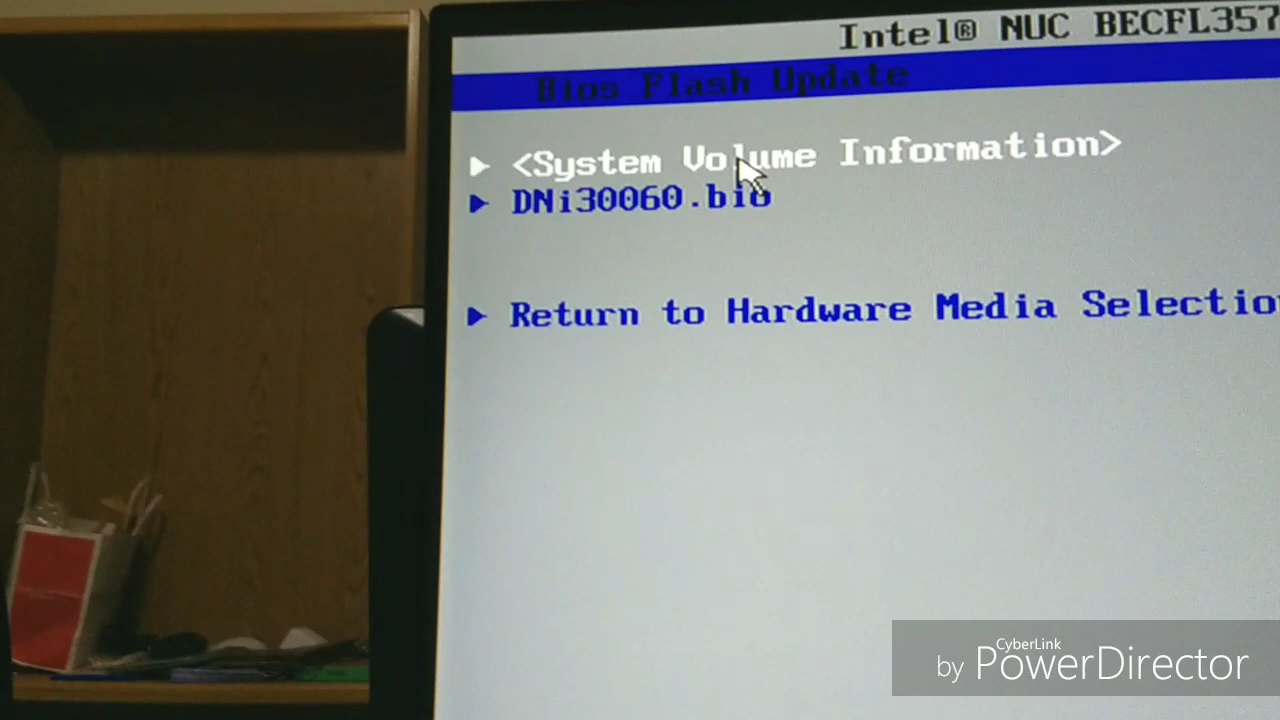 Intel® NUC BECFL357
Bios Flash Update
<System Volume Information>
DNi30060.bio
Return to Hardware Media Selectio
CyberLink
by PowerDirector